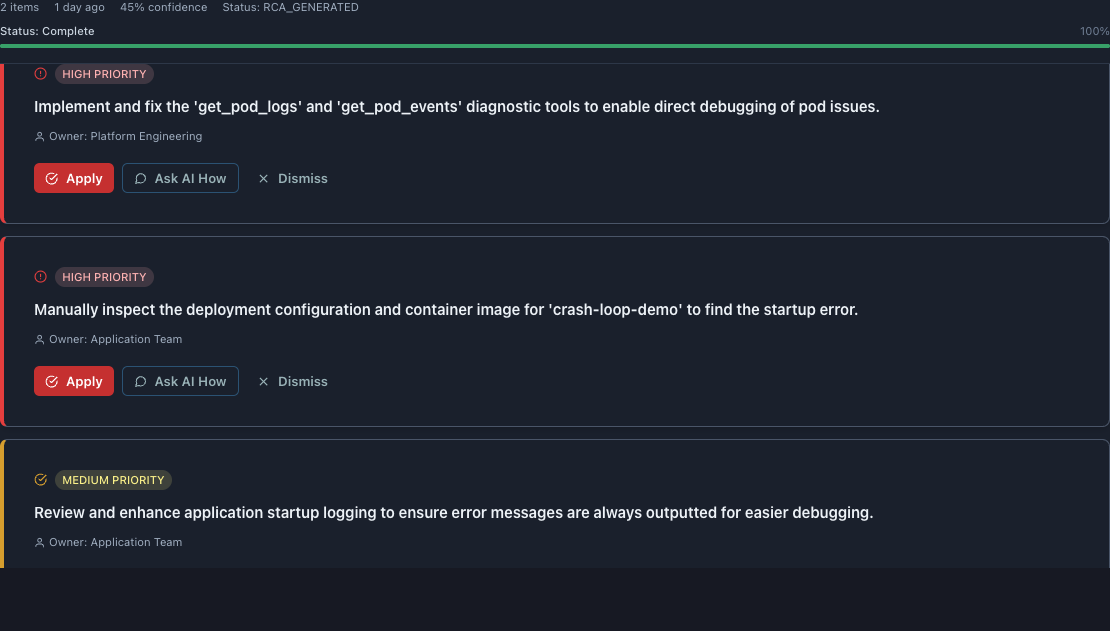 2 items 1 day ago 45% confidence Status: RCA_GENERATED
Status: Complete 100%
HIGH PRIORITY
Implement and fix the 'get_pod_logs' and 'get_pod_events' diagnostic tools to enable direct debugging of pod issues.
Owner: Platform Engineering
Apply Ask AI How Dismiss
HIGH PRIORITY
Manually inspect the deployment configuration and container image for 'crash-loop-demo' to find the startup error.
Owner: Application Team
Apply Ask AI How Dismiss
MEDIUM PRIORITY
Review and enhance application startup logging to ensure error messages are always outputted for easier debugging.
Owner: Application Team